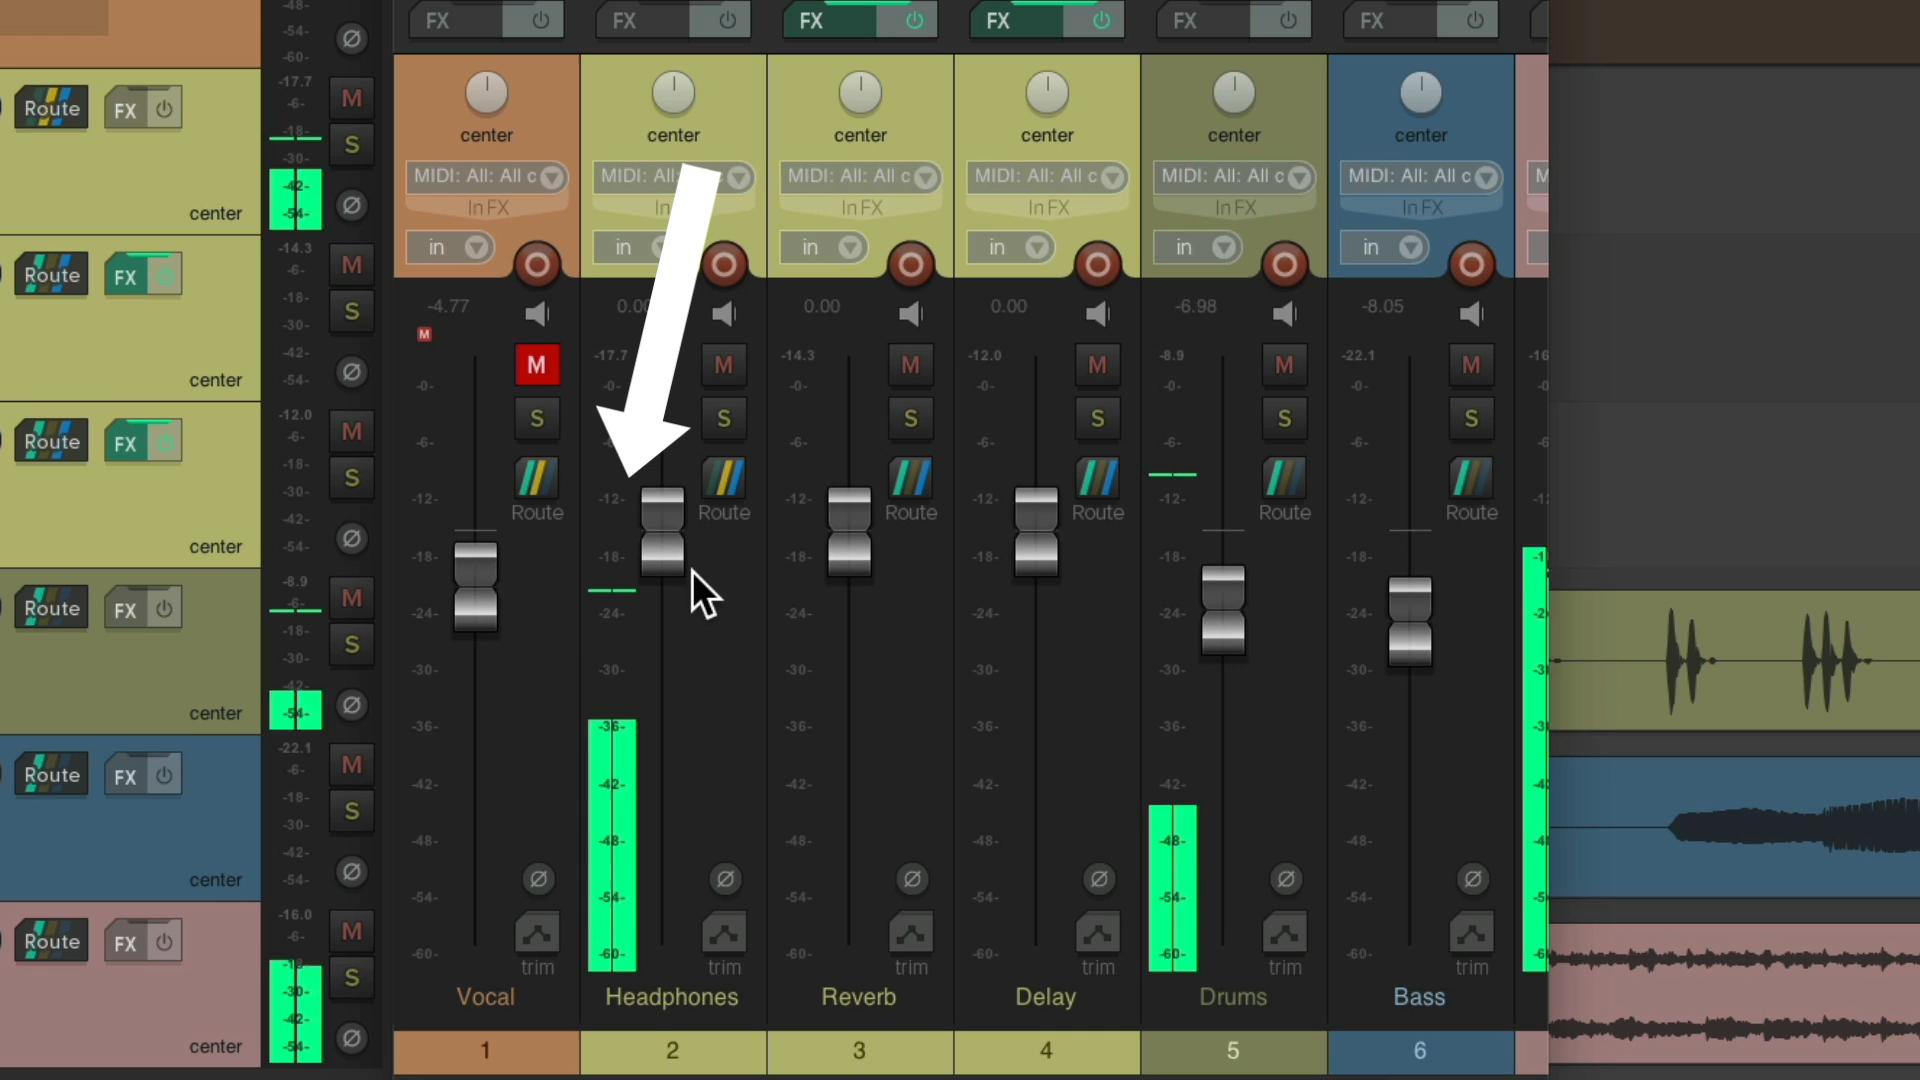 -48-
-54-
-60-
Route FX
-17.7
-6-
-18-
-30-
-42-
-54-
M
S
center
Route FX
-14.3
-6-
-18-
-30-
-42-
-54-
M
S
center
Route FX
-12.0
-6-
-18-
-30-
-42-
-54-
M
S
center
Route FX
-8.9
-6-
-18-
-30-
-42-
-54-
M
S
center
Route FX
-22.1
-6-
-18-
-30-
-42-
-54-
M
S
center
Route FX
-16.0
-6-
-18-
-30-
-42-
-54-
M
S
center
FX
center
MIDI: All: All c
In FX
in
-4.77
M
M
-0-
S
-6-
Route
-12-
-18-
-24-
-30-
-36-
-42-
-48-
-54-
-60-
trim
Vocal
1
FX
center
MIDI: All: All c
in
-17.7
M
-0-
S
-12-
Route
-18-
-24-
-30-
-36-
-42-
-48-
-54-
-60-
trim
Headphones
2
FX
center
MIDI: All: All c
In FX
in
0.00
-14.3
M
-0-
S
-6-
-12-
Route
-18-
-24-
-30-
-36-
-42-
-48-
-54-
-60-
trim
Reverb
3
FX
center
MIDI: All: All c
In FX
in
0.00
-12.0
M
-0-
S
-6-
-12-
Route
-18-
-24-
-30-
-36-
-42-
-48-
-54-
-60-
trim
Delay
4
FX
center
MIDI: All: All c
In FX
in
-6.98
-8.9
M
-0-
S
-6-
-12-
Route
-18-
-24-
-30-
-36-
-42-
-48-
-54-
-60-
trim
Drums
5
FX
center
MIDI: All: All c
In FX
in
-8.05
-22.1
M
-0-
S
-6-
-12-
Route
-18-
-24-
-30-
-36-
-42-
-48-
-54-
-60-
trim
Bass
6